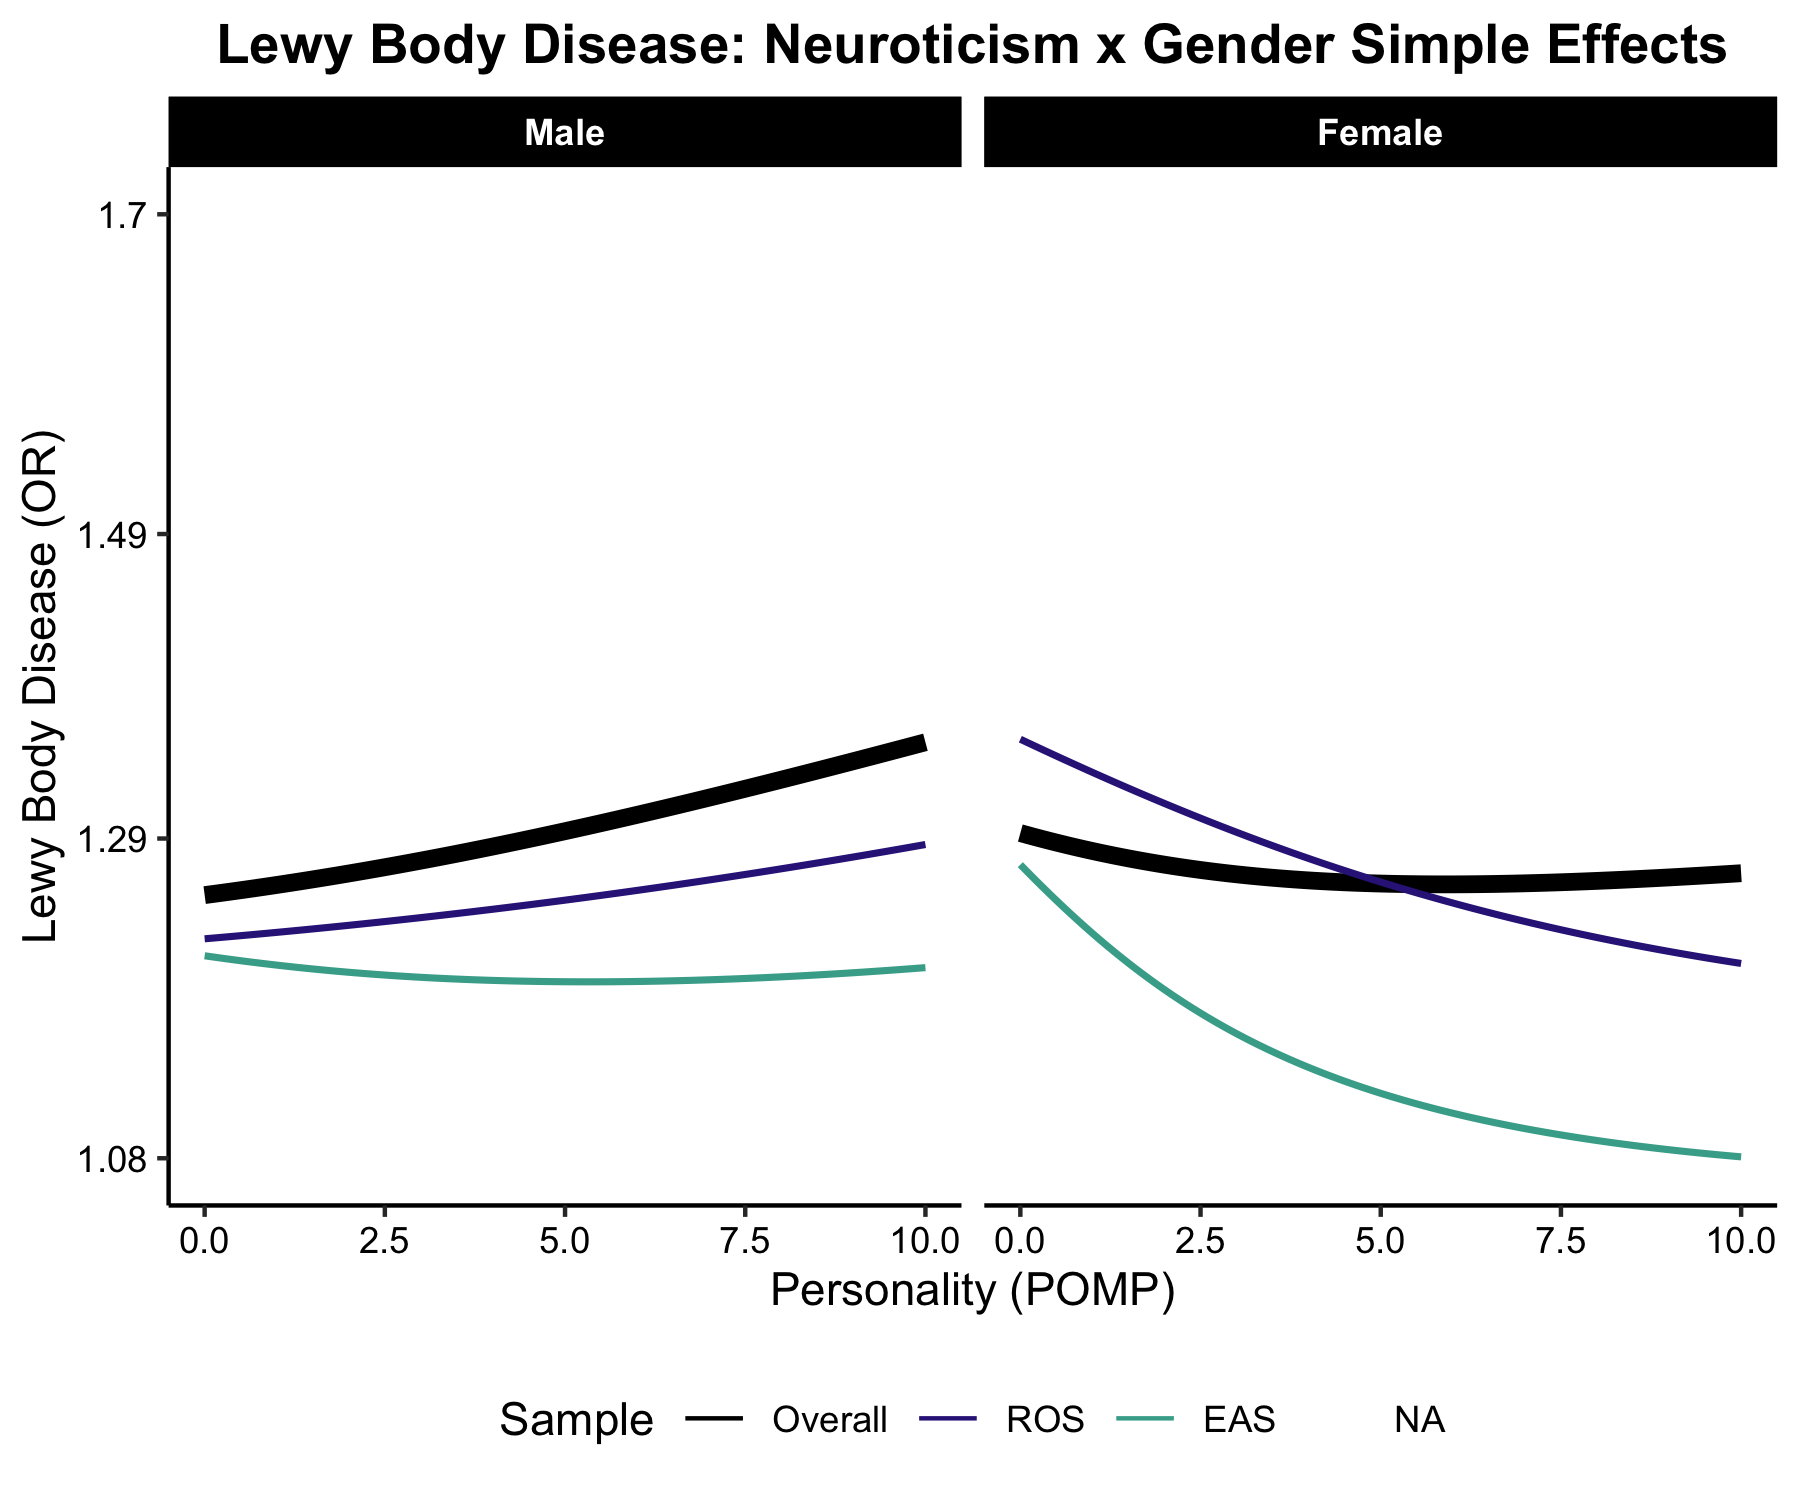 Lewy Body Disease: Neuroticism x Gender Simple Effects
Male
Female
Lewy Body Disease (OR)
1.7
1.49
1.29
1.08
0.0 2.5 5.0 7.5 10.0
0.0 2.5 5.0 7.5 10.0
Personality (POMP)
Sample Overall ROS EAS NA